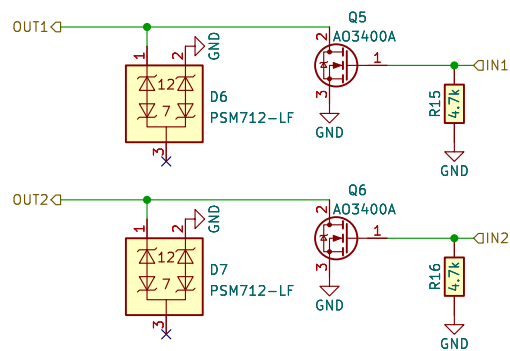 Q5
OUT1
GND
2
AO3400A
1
2
1
IN1
12
D6
3
R15
4.7k
7
PSM712-LF
GND
3
GND
Q6
OUT2
GND
2
AO3400A
1
2
1
IN2
12
D7
3
R16
4.7k
7
PSM712-LF
GND
3
GND